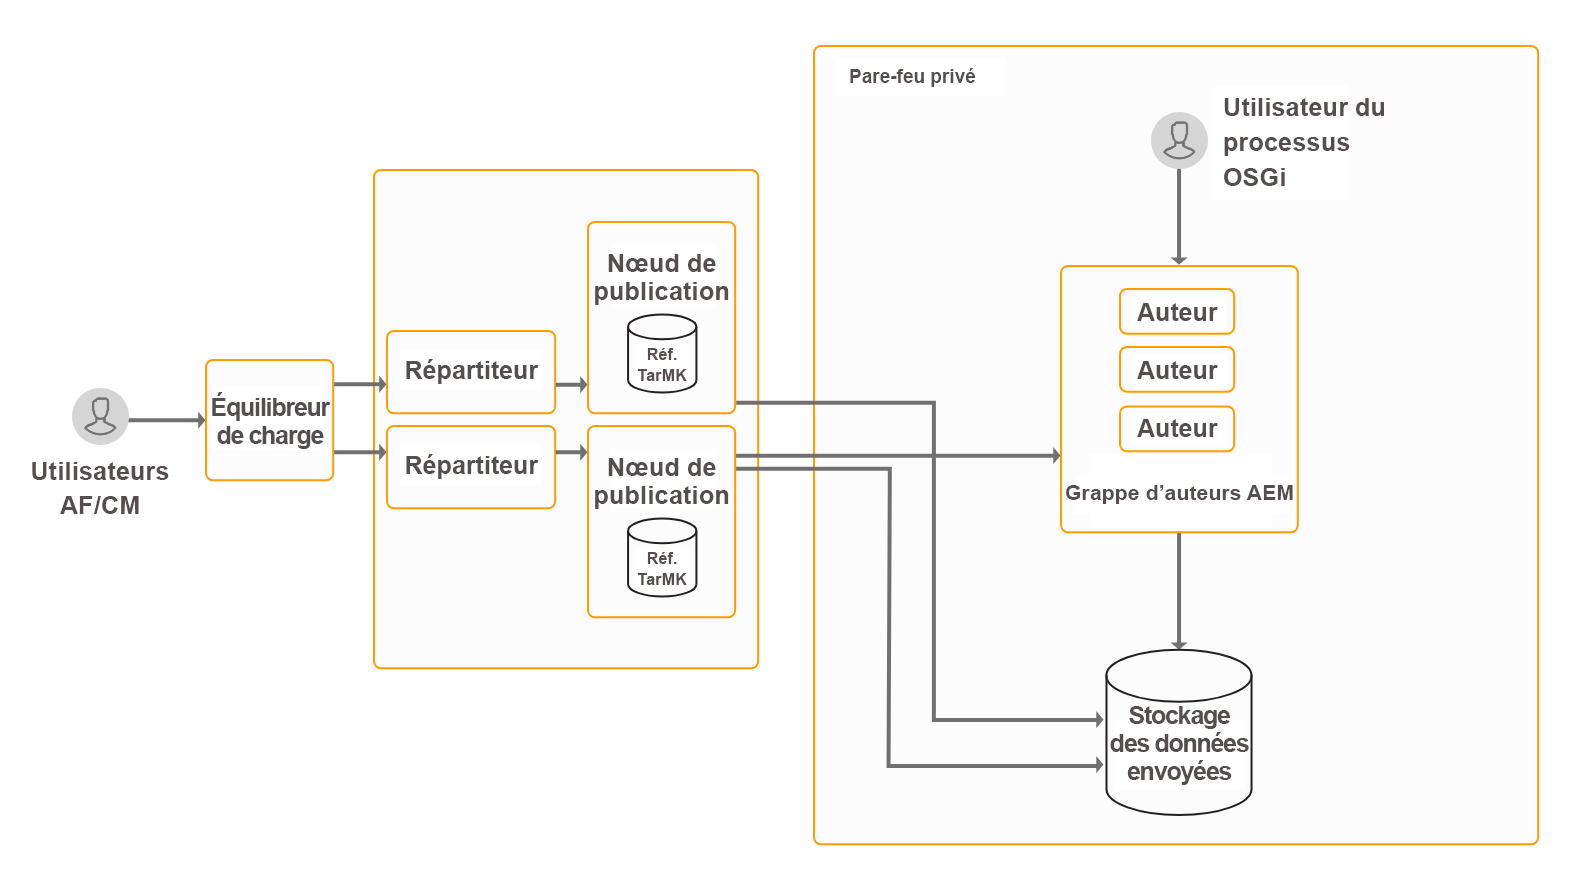 Pare-feu privé
Utilisateur du
processus
OSGi
Nœud de
publication
Réf.
TarMK
Répartiteur
Équilibreur
de charge
Utilisateurs
AF/CM
Répartiteur
Nœud de
publication
Réf.
TarMK
Auteur
Auteur
Auteur
Grappe d’auteurs AEM
Stockage
des données
envoyées